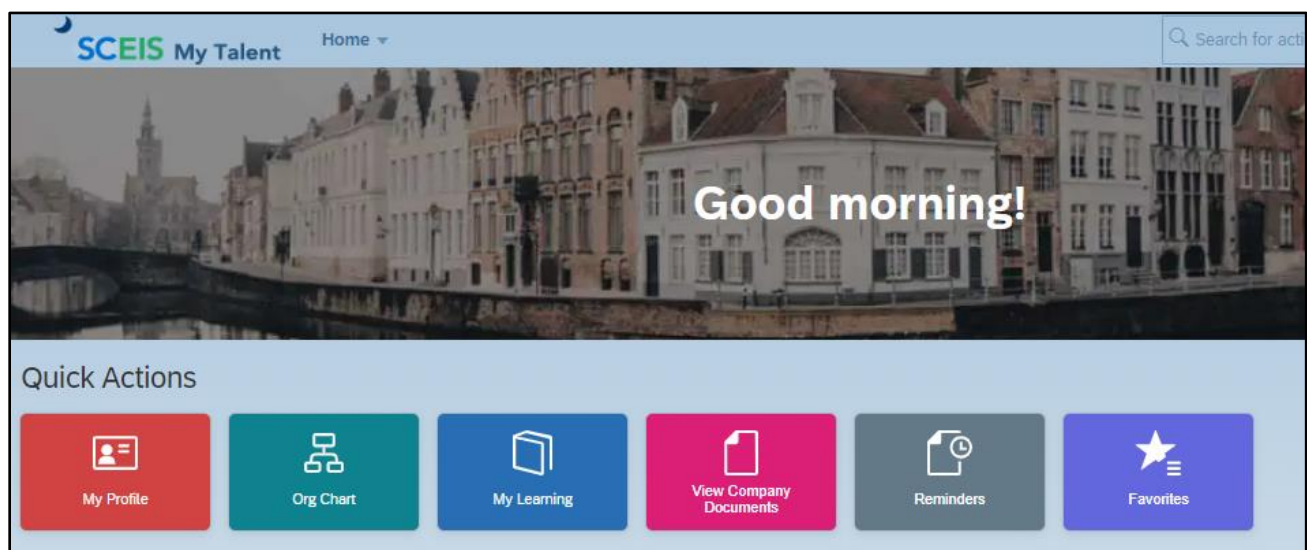 SCEIS My Talent
Home
Search for acti
Good morning!
Quick Actions
My Profile
Org Chart
My Learning
View Company
Documents
Reminders
Favorites